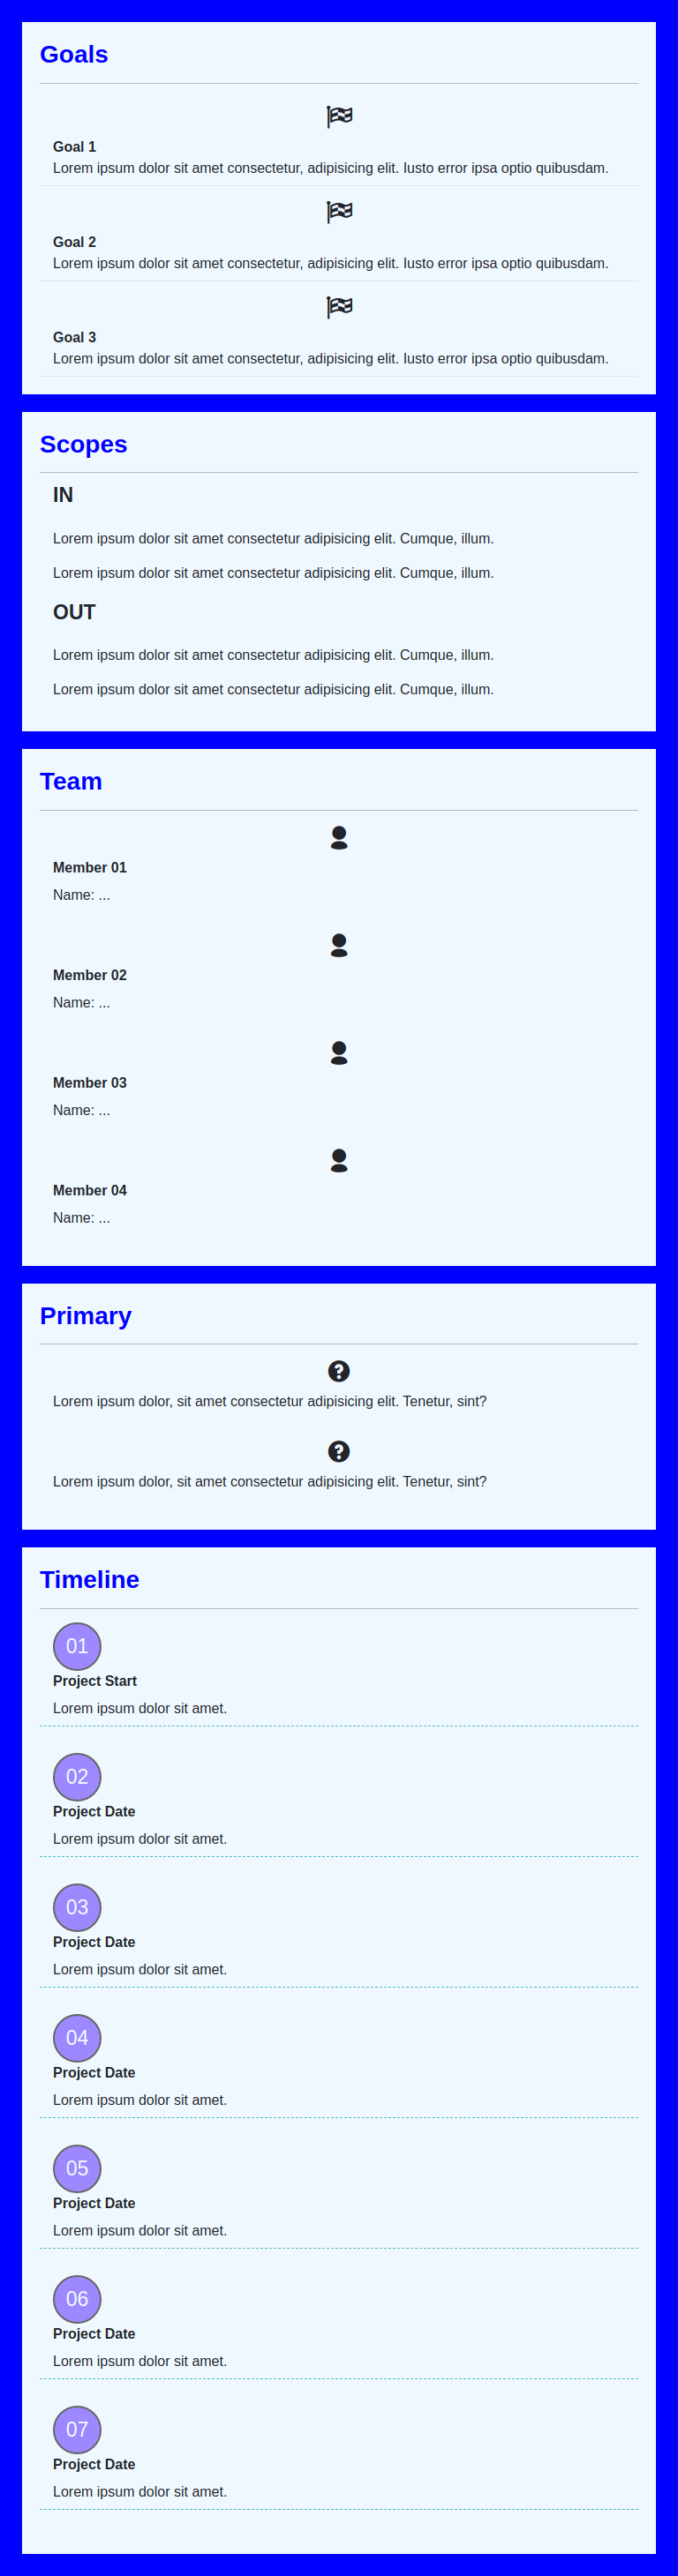 Goals
Goal 1
Lorem ipsum dolor sit amet consectetur, adipisicing elit. Iusto error ipsa optio quibusdam.
Goal 2
Lorem ipsum dolor sit amet consectetur, adipisicing elit. Iusto error ipsa optio quibusdam.
Goal 3
Lorem ipsum dolor sit amet consectetur, adipisicing elit. Iusto error ipsa optio quibusdam.
Scopes
IN
Lorem ipsum dolor sit amet consectetur adipisicing elit. Cumque, illum.
Lorem ipsum dolor sit amet consectetur adipisicing elit. Cumque, illum.
OUT
Lorem ipsum dolor sit amet consectetur adipisicing elit. Cumque, illum.
Lorem ipsum dolor sit amet consectetur adipisicing elit. Cumque, illum.
Team
Member 01
Name: ...
Member 02
Name: ...
Member 03
Name: ...
Member 04
Name: ...
Primary
?
Lorem ipsum dolor, sit amet consectetur adipisicing elit. Tenetur, sint?
?
Lorem ipsum dolor, sit amet consectetur adipisicing elit. Tenetur, sint?
Timeline
01
Project Start
Lorem ipsum dolor sit amet.
02
Project Date
Lorem ipsum dolor sit amet.
03
Project Date
Lorem ipsum dolor sit amet.
04
Project Date
Lorem ipsum dolor sit amet.
05
Project Date
Lorem ipsum dolor sit amet.
06
Project Date
Lorem ipsum dolor sit amet.
07
Project Date
Lorem ipsum dolor sit amet.